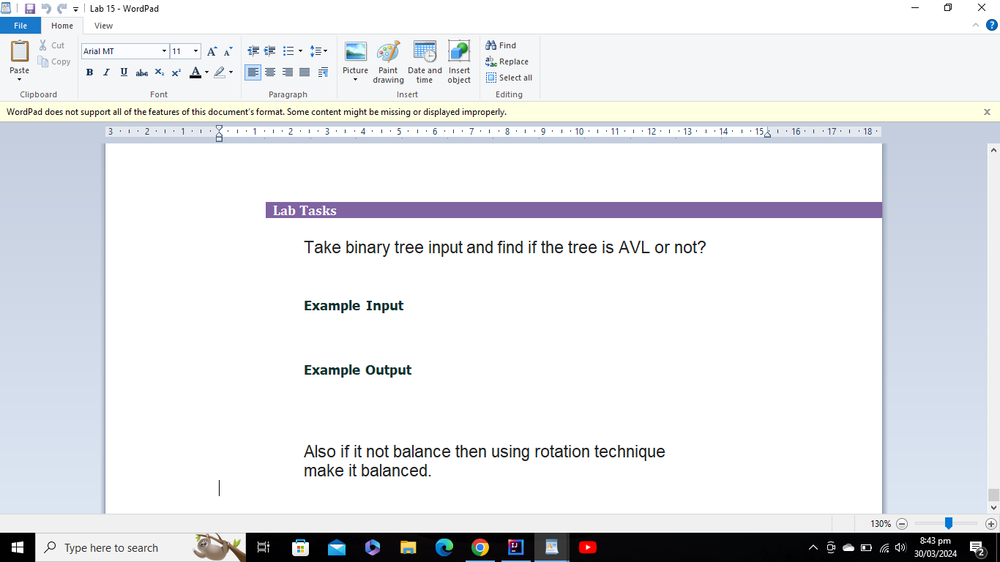 Lab 15 - WordPad
File Home View
Paste
Cut
Copy
Clipboard
Arial MT 11
B I U abc X₂ X² A
Font
Paragraph
Picture
Paint drawing
Date and time
Insert object
Insert
Find
Replace
Select all
Editing
WordPad does not support all of the features of this document's format. Some content might be missing or displayed improperly.
3 2 1 1 2 3 4 5 6 7 8 9 10 11 12 13 14 15 16 17 18
Lab Tasks
Take binary tree input and find if the tree is AVL or not?
Example Input
Example Output
Also if it not balance then using rotation technique
make it balanced.
130%
Type here to search
8:43 pm
30/03/2024
2